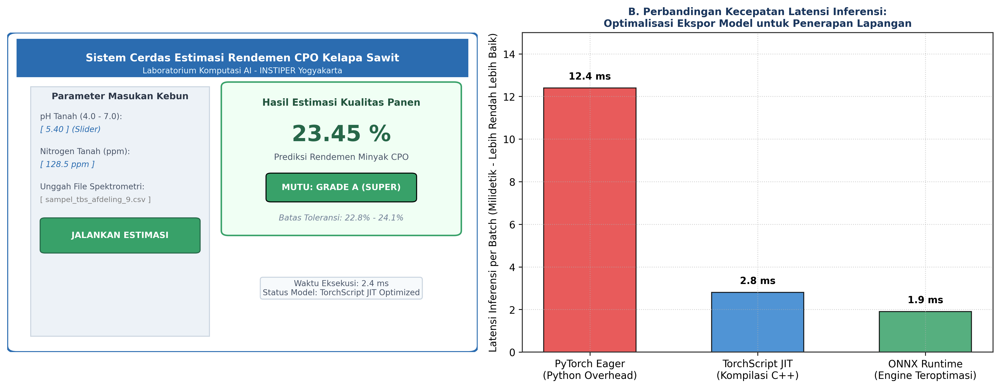 Sistem Cerdas Estimasi Rendemen CPO Kelapa Sawit
Laboratorium Komputasi AI - INSTIPER Yogyakarta
Parameter Masukan Kebun
pH Tanah (4.0 - 7.0):
[ 5.40 ] (Slider)
Nitrogen Tanah (ppm):
[ 128.5 ppm ]
Unggah File Spektrometri:
[ sampel_tbs_afdeling_9.csv ]
JALANKAN ESTIMASI
Hasil Estimasi Kualitas Panen
23.45 %
Prediksi Rendemen Minyak CPO
MUTU: GRADE A (SUPER)
Batas Toleransi: 22.8% - 24.1%
Waktu Eksekusi: 2.4 ms
Status Model: TorchScript JIT Optimized
B. Perbandingan Kecepatan Latensi Inferensi:
Optimalisasi Ekspor Model untuk Penerapan Lapangan
Latensi Inferensi per Batch (Milidetik - Lebih Rendah Lebih Baik)
14
12
10
8
6
4
2
0
12.4 ms
2.8 ms
1.9 ms
PyTorch Eager
(Python Overhead)
TorchScript JIT
(Kompilasi C++)
ONNX Runtime
(Engine Teroptimasi)